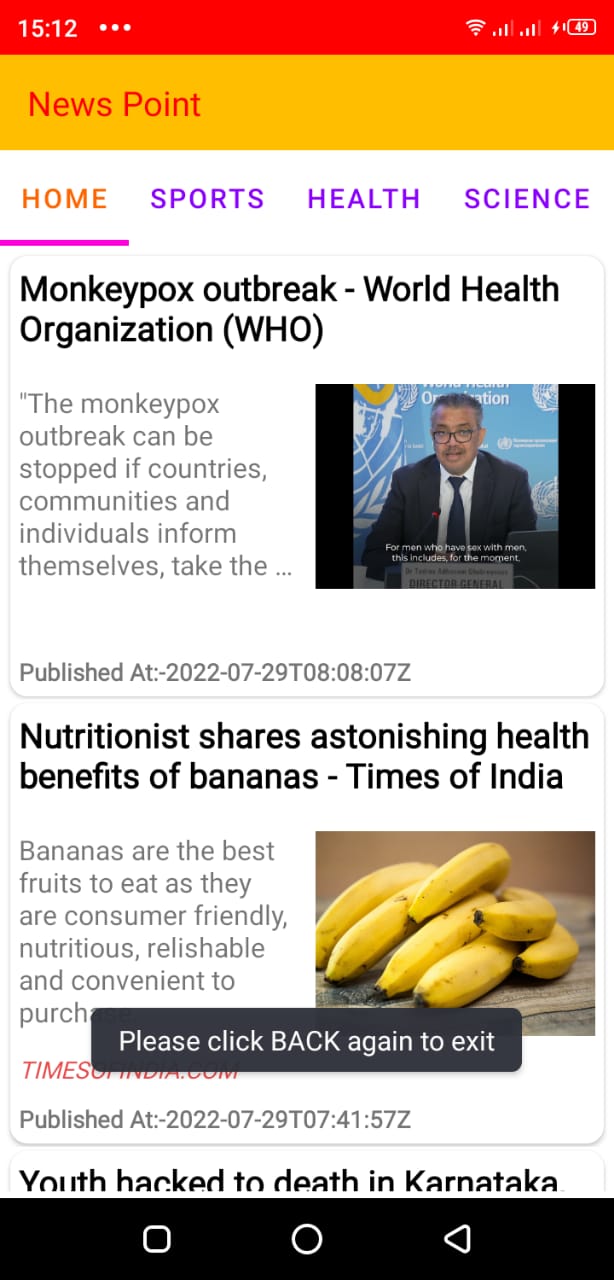 15:12 •••
49
News Point
HOME SPORTS HEALTH SCIENCE
Monkeypox outbreak - World Health
Organization (WHO)
"The monkeypox
outbreak can be
stopped if countries,
communities and
individuals inform
themselves, take the ...
World Health
Organization
For men who have sex with men,
this includes, for the moment,
Dr Tedros Adhanom Ghebreyesus
DIRECTOR-GENERAL
Published At:-2022-07-29T08:08:07Z
Nutritionist shares astonishing health
benefits of bananas - Times of India
Bananas are the best
fruits to eat as they
are consumer friendly,
nutritious, relishable
and convenient to
purchase.
Please click BACK again to exit
TIMESOFINDIA.COM
Published At:-2022-07-29T07:41:57Z
Youth hacked to death in Karnataka,